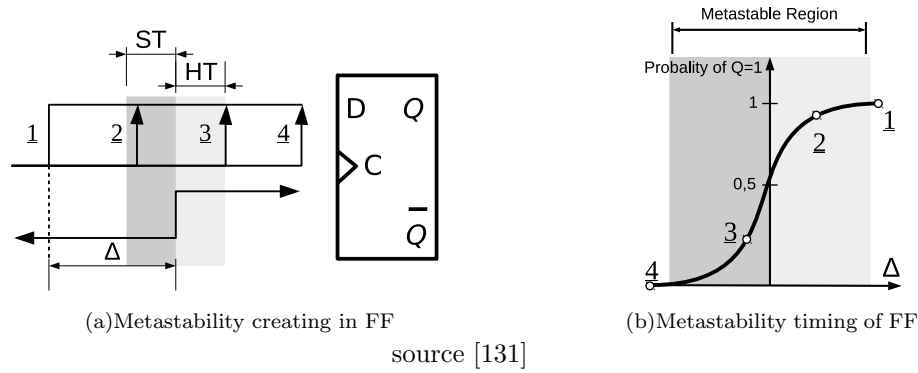 ST
HT
1
2
3
4
Δ
D Q
C
Q
(a)Metastability creating in FF
Metastable Region
Probality of Q=1
1
1
2
0,5
3
4
Δ
(b)Metastability timing of FF
source [131]